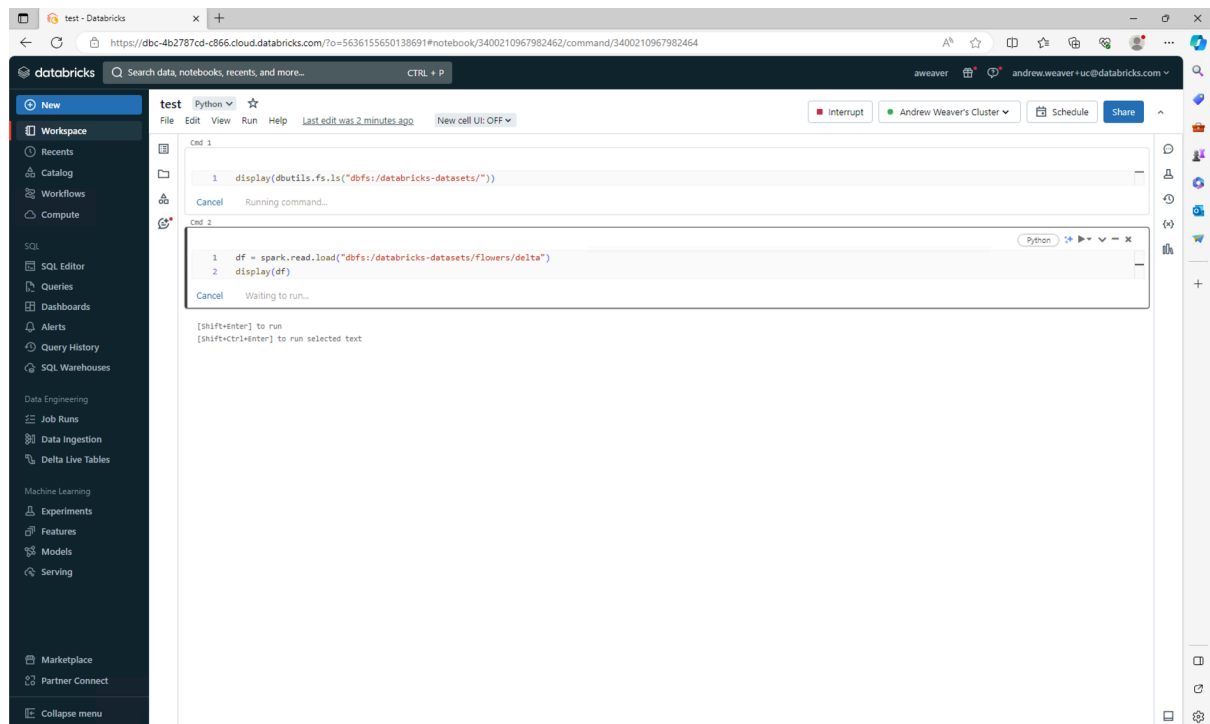 test - Databricks
https://dbc-4b2787cd-c866.cloud.databricks.com/?o=5636155650138691#notebook/3400210967982462/command/3400210967982464
databricks
Search data, notebooks, recents, and more...
CTRL + P
aweaver
andrew.weaver+uc@databricks.com
New
Workspace
Recents
Catalog
Workflows
Compute
SQL
SQL Editor
Queries
Dashboards
Alerts
Query History
SQL Warehouses
Data Engineering
Job Runs
Data Ingestion
Delta Live Tables
Machine Learning
Experiments
Features
Models
Serving
Marketplace
Partner Connect
Collapse menu
test Python
File Edit View Run Help Last edit was 2 minutes ago New cell UI: OFF
Interrupt
Andrew Weaver's Cluster
Schedule
Share
Cmd 1
1 display(dbutils.fs.ls("dbfs:/databricks-datasets/"))
Cancel Running command...
Cmd 2
Python
1 df = spark.read.load("dbfs:/databricks-datasets/flowers/delta")
2 display(df)
Cancel Waiting to run...
[Shift+Enter] to run
[Shift+Ctrl+Enter] to run selected text